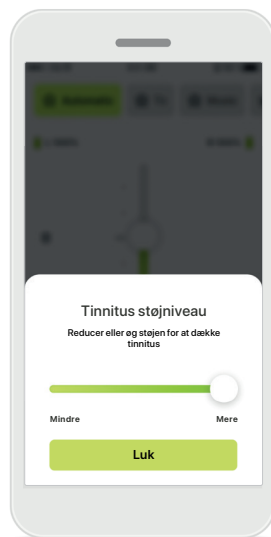 Tinnitus støjniveau
Reducer eller øg støjen for at dække
tinnitus
Mindre
Mere
Luk